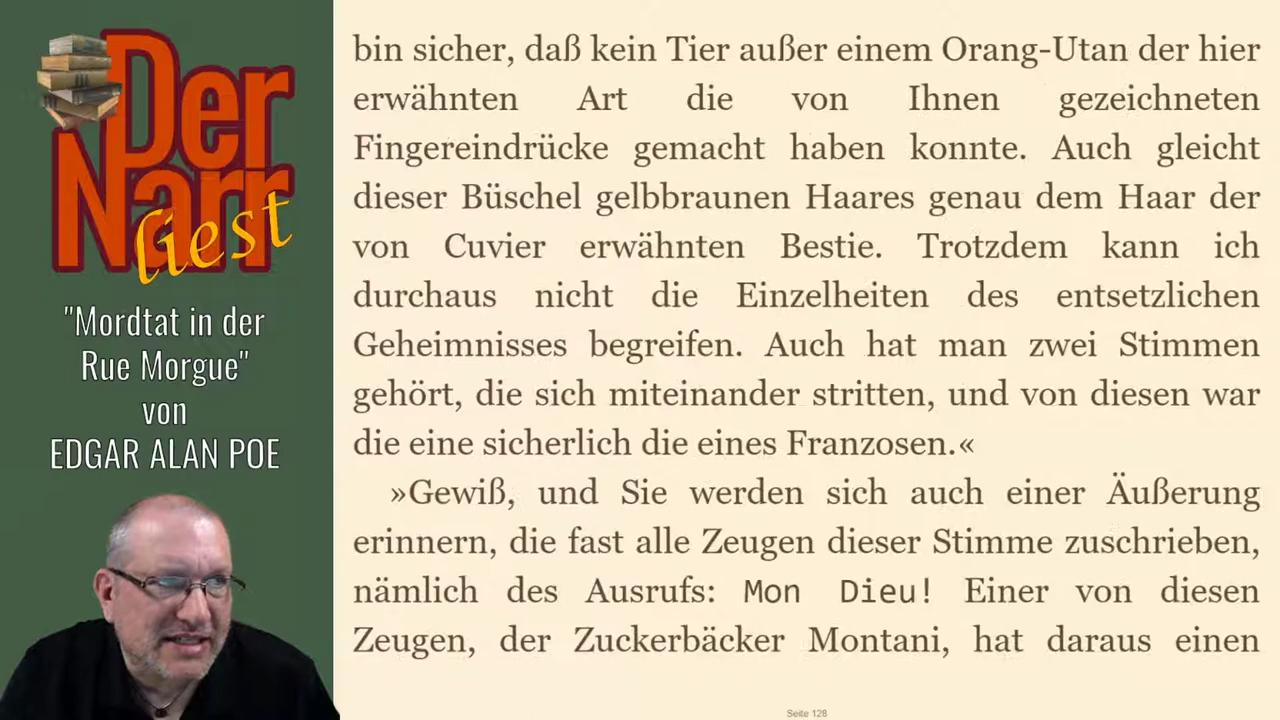 Der
Narr
liest
"Mordtat in der
Rue Morgue"
von
EDGAR ALAN POE
bin sicher, daß kein Tier außer einem Orang-Utan der hier
erwähnten Art die von Ihnen gezeichneten
Fingereindrücke gemacht haben konnte. Auch gleicht
dieser Büschel gelbbraunen Haares genau dem Haar der
von Cuvier erwähnten Bestie. Trotzdem kann ich
durchaus nicht die Einzelheiten des entsetzlichen
Geheimnisses begreifen. Auch hat man zwei Stimmen
gehört, die sich miteinander stritten, und von diesen war
die eine sicherlich die eines Franzosen.«
»Gewiß, und Sie werden sich auch einer Äußerung
erinnern, die fast alle Zeugen dieser Stimme zuschrieben,
nämlich des Ausrufs: Mon Dieu! Einer von diesen
Zeugen, der Zuckerbäcker Montani, hat daraus einen
Seite 128